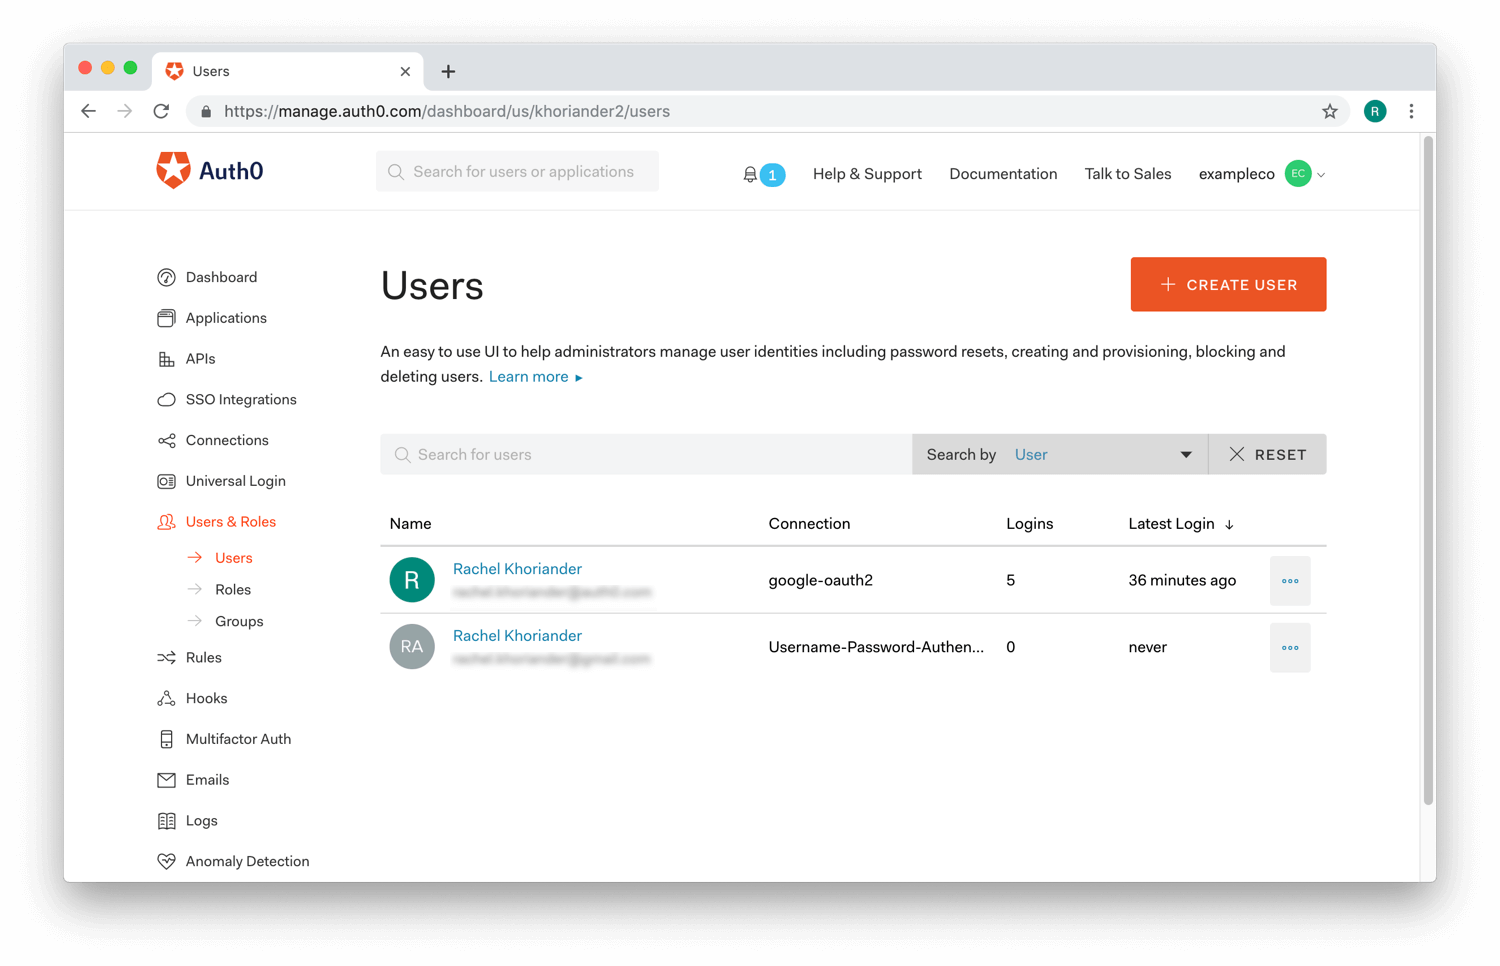 Users
https://manage.auth0.com/dashboard/us/khoriander2/users
R
Auth0
Search for users or applications
1
Help & Support
Documentation
Talk to Sales
exampleco
EC
Dashboard
Applications
APIs
SSO Integrations
Connections
Universal Login
Users & Roles
Users
Roles
Groups
Rules
Hooks
Multifactor Auth
Emails
Logs
Anomaly Detection
Users
CREATE USER
An easy to use UI to help administrators manage user identities including password resets, creating and provisioning, blocking and
deleting users. Learn more
Search for users
Search by User
RESET
Name Connection Logins Latest Login
R
Rachel Khoriander
google-oauth2 5 36 minutes ago
RA
Rachel Khoriander
Username-Password-Authen... 0 never